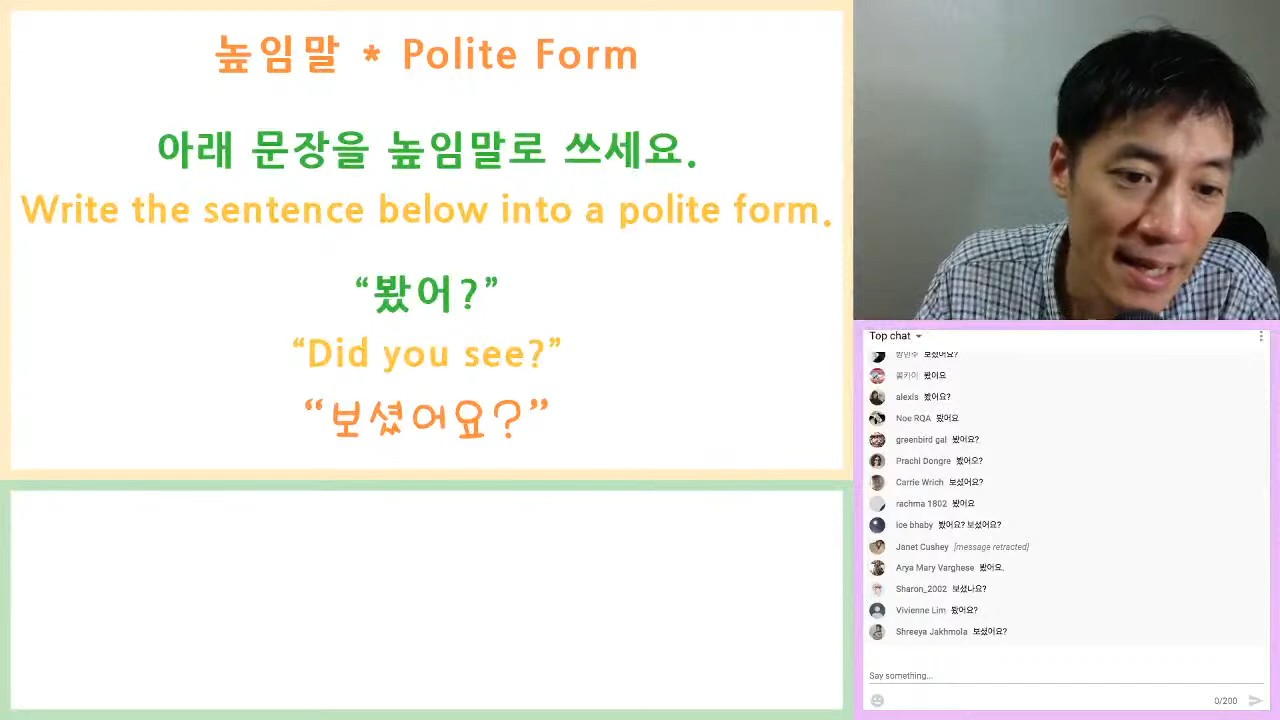 높임말 * Polite Form
아래 문장을 높임말로 쓰세요.
Write the sentence below into a polite form.
“봤어?”
“Did you see?”
“보셨어요?”
Top chat
보셨어요?
봤어요
alexis 봤어요?
Noe RQA 봤어요
greenbird gal 봤어요?
Prachi Dongre 봤어오?
Carrie Wrich 보셨어요?
rachma 1802 봤어요
ice bhaby 봤어요? 보셨어요?
Janet Cushey [message retracted]
Arya Mary Varghese 봤어요.
Sharon_2002 보셨나요?
Vivienne Lim
Shreeya Jakhmola 보셨어요?
Say something...
0/200